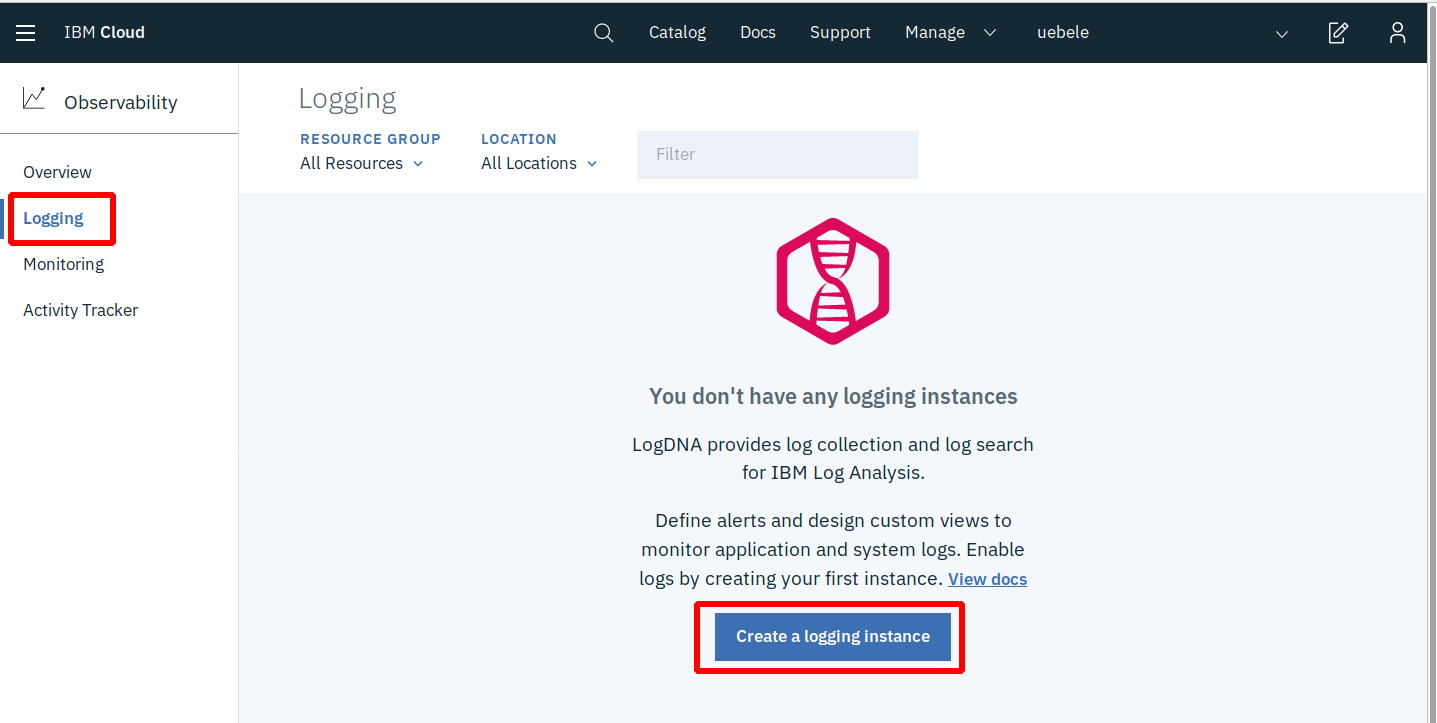 IBM Cloud
Catalog
Docs
Support
Manage
uebele
Observability
Overview
Logging
Monitoring
Activity Tracker
Logging
RESOURCE GROUP
All Resources
LOCATION
All Locations
Filter
You don't have any logging instances
LogDNA provides log collection and log search
for IBM Log Analysis.
Define alerts and design custom views to
monitor application and system logs. Enable
logs by creating your first instance. View docs
Create a logging instance